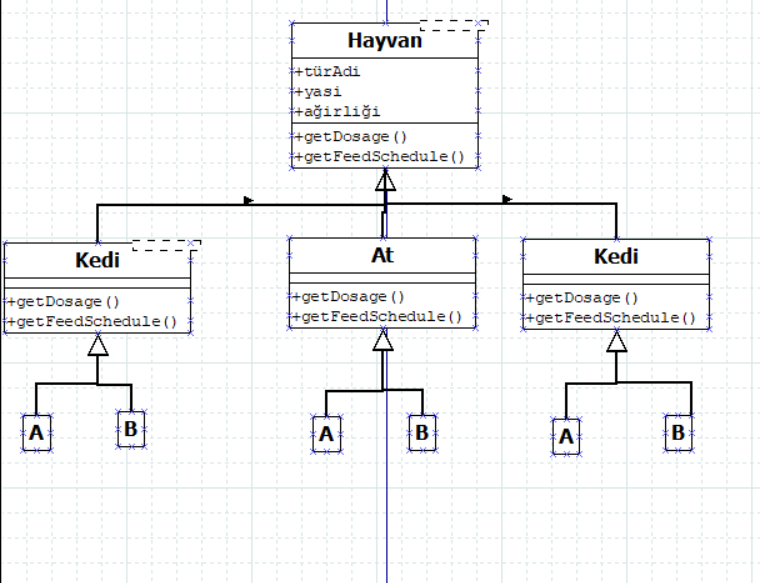 Hayvan
+türAdi
+yasi
+ağirliği
+getDosage()
+getFeedSchedule()
Kedi
+getDosage()
+getFeedSchedule()
At
+getDosage()
+getFeedSchedule()
Kedi
+getDosage()
+getFeedSchedule()
A
B
A
B
A
B